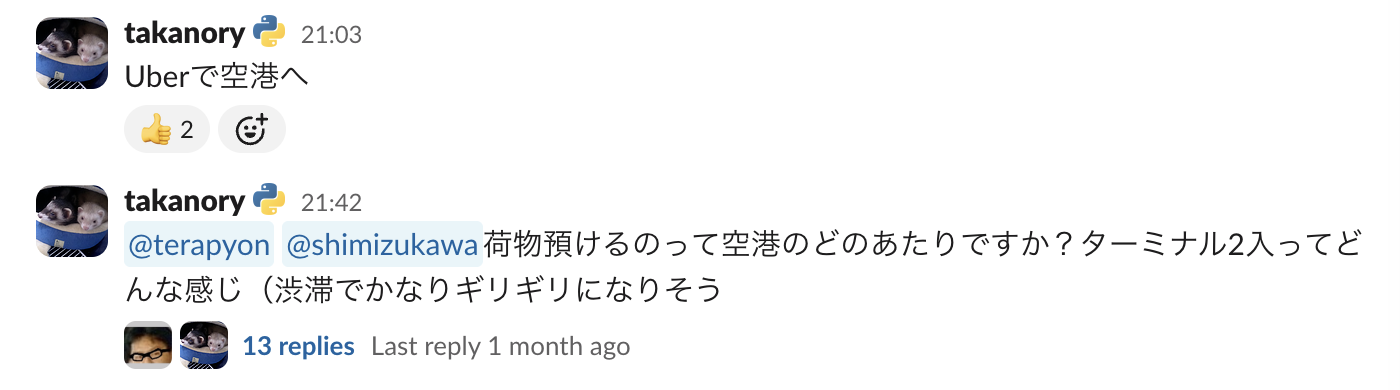 takanory 21:03
Uberで空港へ
2
takanory 21:42
@terapyon @shimizukawa荷物預けるのって空港のどのあたりですか？ターミナル2入ってど
んな感じ（渋滞でかなりギリギリになりそう
13 replies Last reply 1 month ago